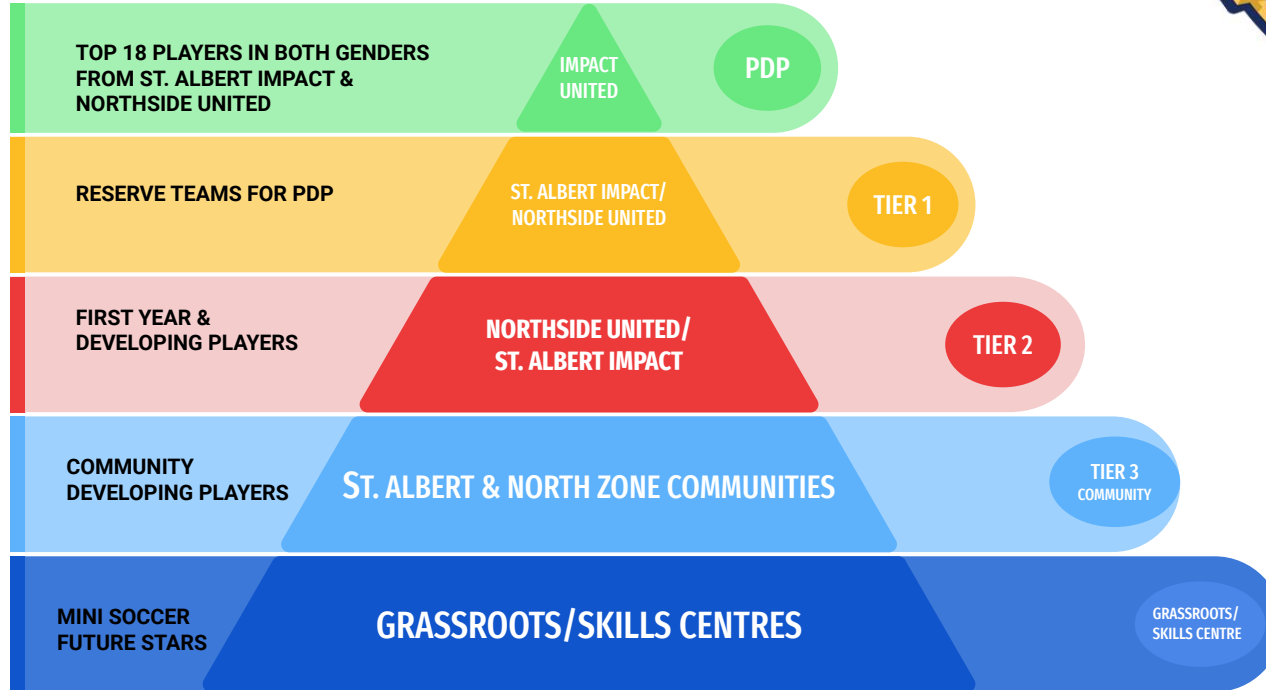 TOP 18 PLAYERS IN BOTH GENDERS
FROM ST. ALBERT IMPACT &
NORTHSIDE UNITED
IMPACT
UNITED
PDP
RESERVE TEAMS FOR PDP
ST. ALBERT IMPACT/
NORTHSIDE UNITED
TIER 1
FIRST YEAR &
DEVELOPING PLAYERS
NORTHSIDE UNITED/
ST. ALBERT IMPACT
TIER 2
COMMUNITY
DEVELOPING PLAYERS
ST. ALBERT & NORTH ZONE COMMUNITIES
TIER 3
COMMUNITY
MINI SOCCER
FUTURE STARS
GRASSROOTS/SKILLS CENTRES
GRASSROOTS/
SKILLS CENTRE